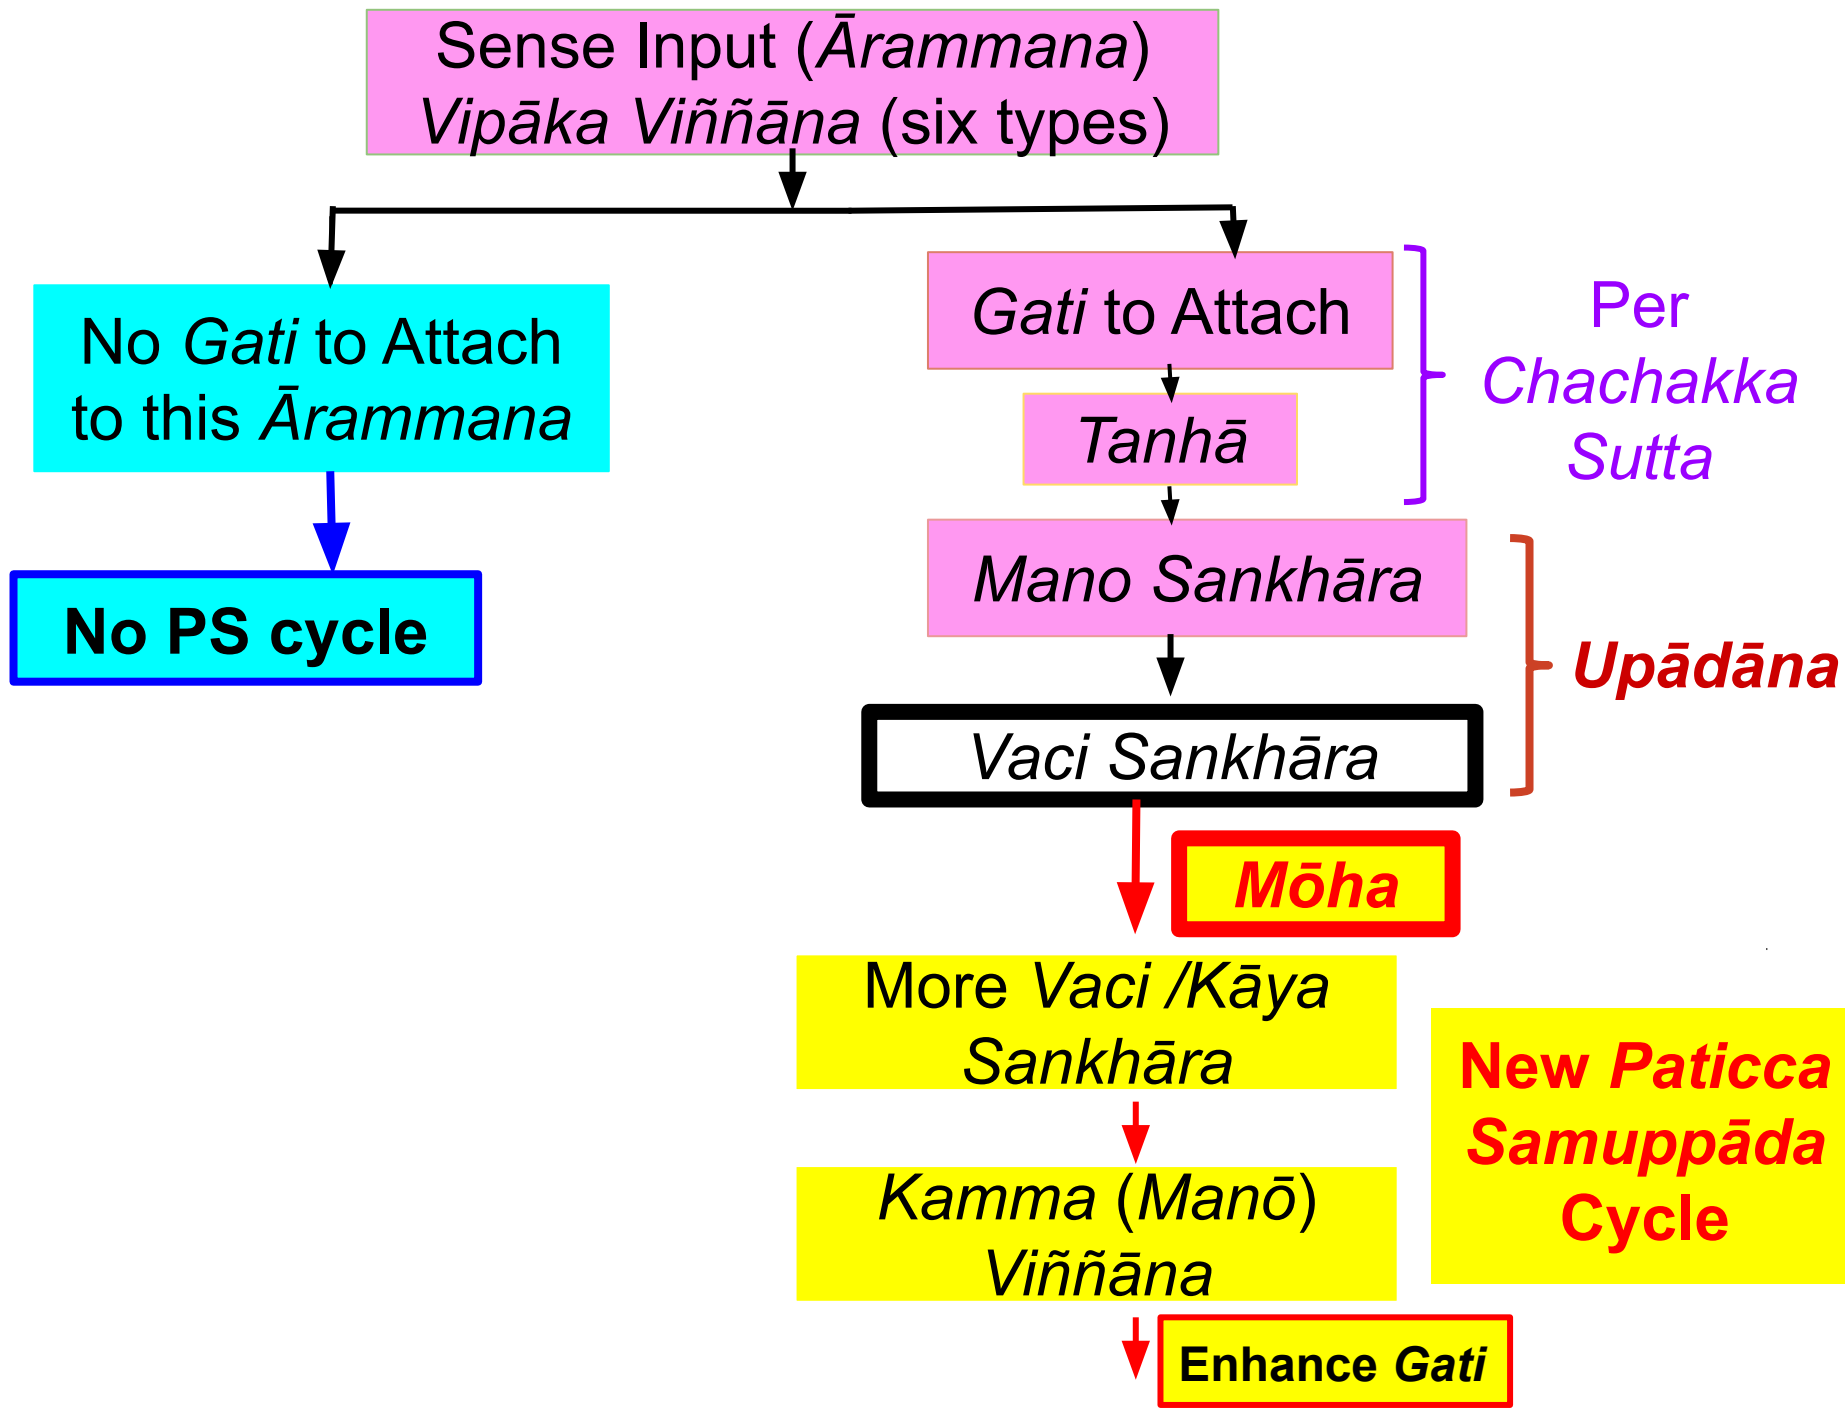 Sense Input (Ārammana)
Vipāka Viññāna (six types)
No Gati to Attach
to this Ārammana
No PS cycle
Gati to Attach
Tanhā
Per
Chachakka
Sutta
Mano Sankhāra
Vaci Sankhāra
Upādāna
Mōha
More Vaci /Kāya
Sankhāra
Kamma (Manō)
Viññāna
New Paticca
Samuppāda
Cycle
Enhance Gati